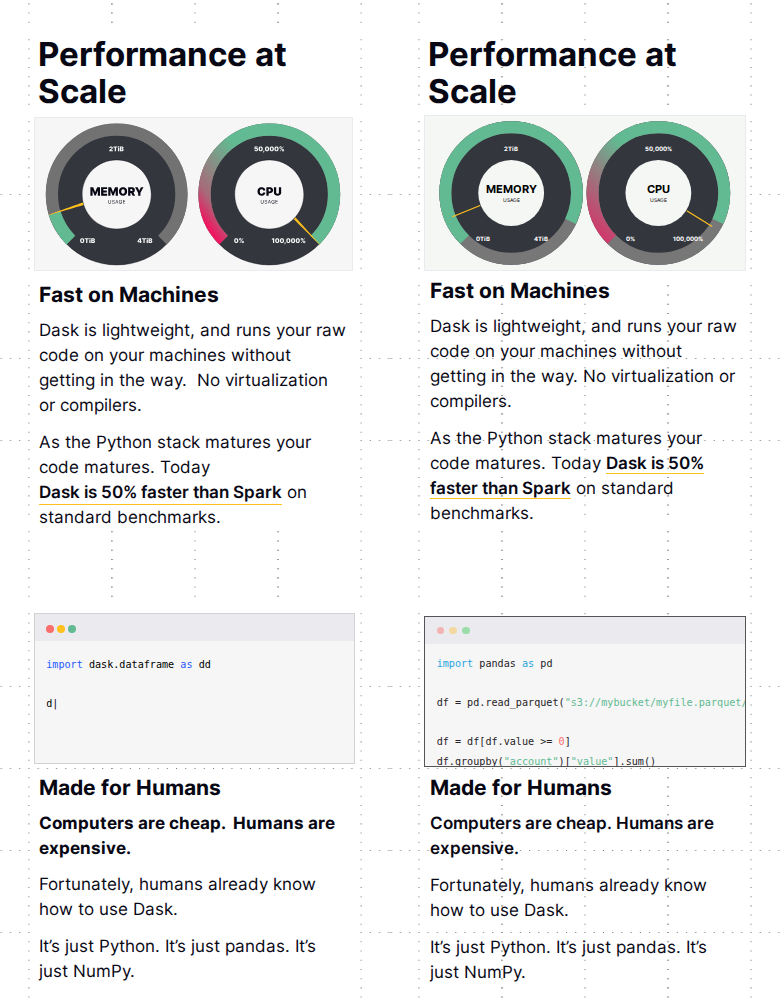 Performance at
Scale
2TiB
50,000%
MEMORY
USAGE
CPU
USAGE
0TiB
4TiB
0%
100,000%
Fast on Machines
Dask is lightweight, and runs your raw
code on your machines without
getting in the way.  No virtualization
or compilers.
As the Python stack matures your
code matures. Today
Dask is 50% faster than Spark on
standard benchmarks.
import dask.dataframe as dd
d|
Made for Humans
Computers are cheap.  Humans are
expensive.
Fortunately, humans already know
how to use Dask.
It’s just Python. It’s just pandas. It’s
just NumPy.
Performance at
Scale
2TiB
50,000%
MEMORY
USAGE
CPU
USAGE
0TiB
4TiB
0%
100,000%
Fast on Machines
Dask is lightweight, and runs your raw
code on your machines without
getting in the way. No virtualization or
compilers.
As the Python stack matures your
code matures. Today Dask is 50%
faster than Spark on standard
benchmarks.
import pandas as pd
df = pd.read_parquet("s3://mybucket/myfile.parquet/
df = df[df.value >= 0]
df.groupby("account")["value"].sum()
Made for Humans
Computers are cheap. Humans are
expensive.
Fortunately, humans already know
how to use Dask.
It’s just Python. It’s just pandas. It’s
just NumPy.